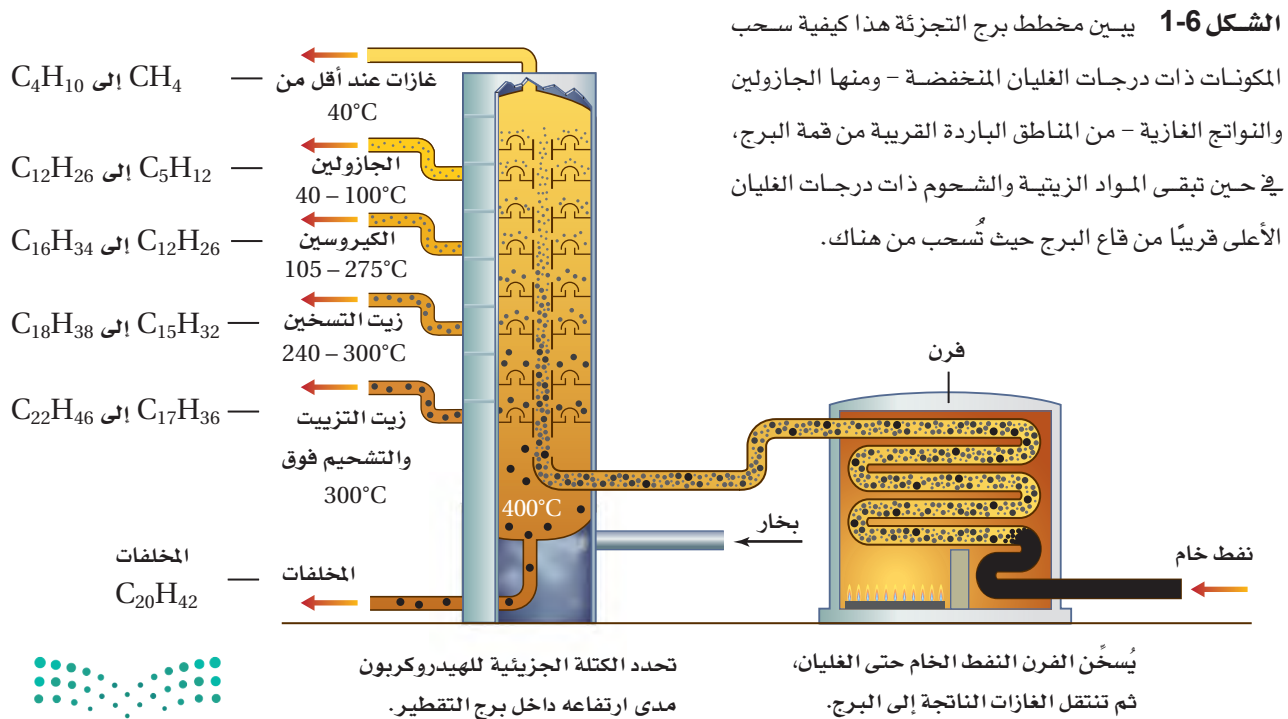 الشكل 6-1 يبين مخطط برج التجزئة هذا كيفية سحب
المكونات ذات درجات الغليان المنخفضة – ومنها الجازولين
والنواتج الغازية – من المناطق الباردة القريبة من قمة البرج،
في حين تبقى المواد الزيتية والشحوم ذات درجات الغليان
الأعلى قريبًا من قاع البرج حيث تُسحب من هناك.
غازات عند أقل من
40°C
CH₄ إلى C₄H₁₀
الجازولين
40 – 100°C
C₅H₁₂ إلى C₁₂H₂₆
الكيروسين
105 – 275°C
C₁₂H₂₆ إلى C₁₆H₃₄
زيت التسخين
240 – 300°C
C₁₅H₃₂ إلى C₁₈H₃₈
زيت التزييت
والتشحيم فوق
300°C
C₁₇H₃₆ إلى C₂₂H₄₆
المخلفات
المخلفات
C₂₀H₄₂
400°C
بخار
فرن
نفط خام
يُسخِّن الفرن النفط الخام حتى الغليان،
ثم تنتقل الغازات الناتجة إلى البرج.
تحدد الكتلة الجزيئية للهيدروكربون
مدى ارتفاعه داخل برج التقطير.